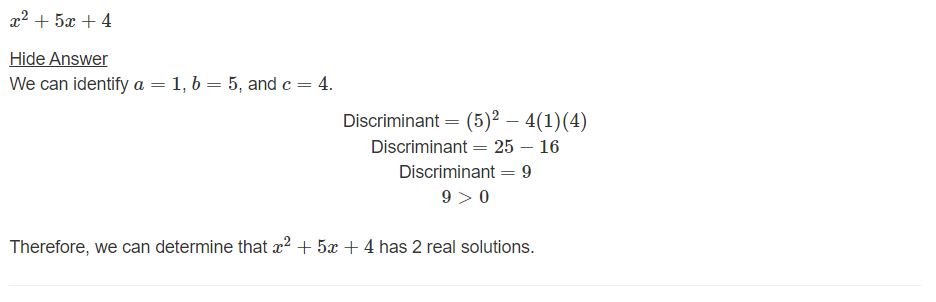 x² + 5x + 4
Hide Answer
We can identify a = 1, b = 5, and c = 4.
Discriminant = (5)² − 4(1)(4)
Discriminant = 25 − 16
Discriminant = 9
9 > 0
Therefore, we can determine that x² + 5x + 4 has 2 real solutions.